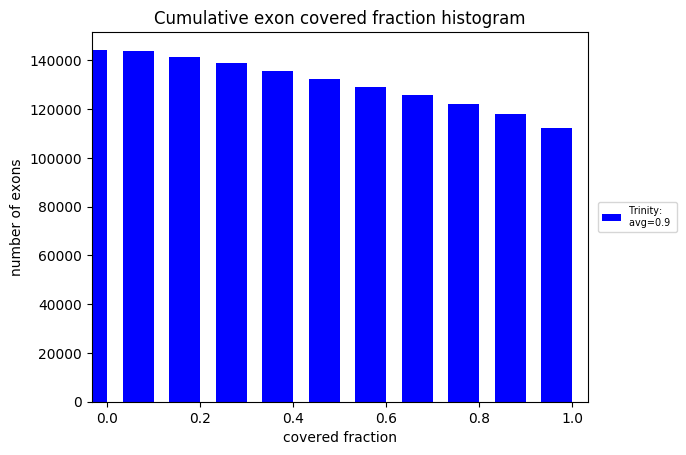 Cumulative exon covered fraction histogram
number of exons
140000
120000
100000
80000
60000
40000
20000
0
0.0 0.2 0.4 0.6 0.8 1.0
covered fraction
Trinity:
avg=0.9